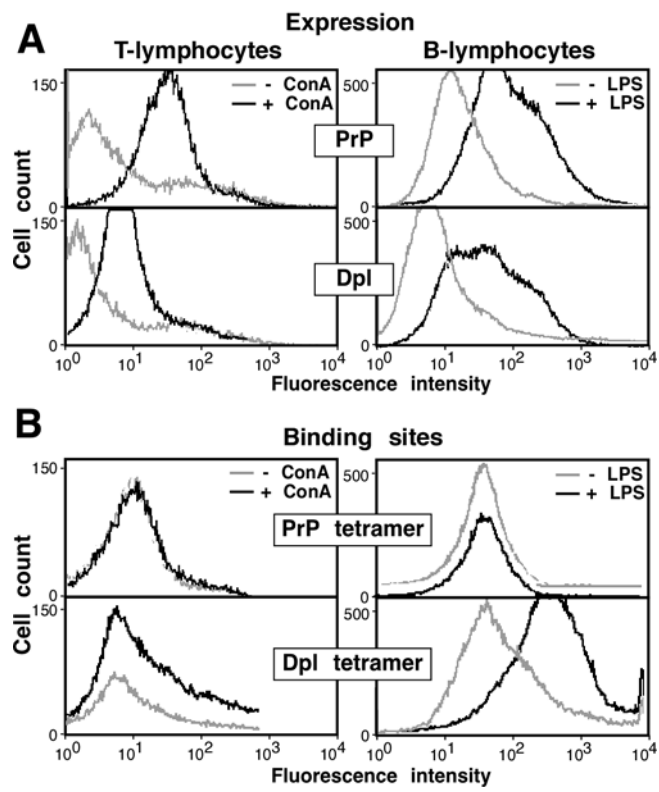 A
Expression
T-lymphocytes
B-lymphocytes
150
- ConA
+ ConA
500
- LPS
+ LPS
PrP
0
0
Cell count
150
500
Dpl
0
0
10^0 10^1 10^2 10^3 10^4
10^0 10^1 10^2 10^3 10^4
Fluorescence intensity
Fluorescence intensity
B
Binding sites
150
- ConA
+ ConA
500
- LPS
+ LPS
PrP tetramer
0
0
Cell count
150
500
Dpl tetramer
0
0
10^0 10^1 10^2 10^3 10^4
10^0 10^1 10^2 10^3 10^4
Fluorescence intensity
Fluorescence intensity